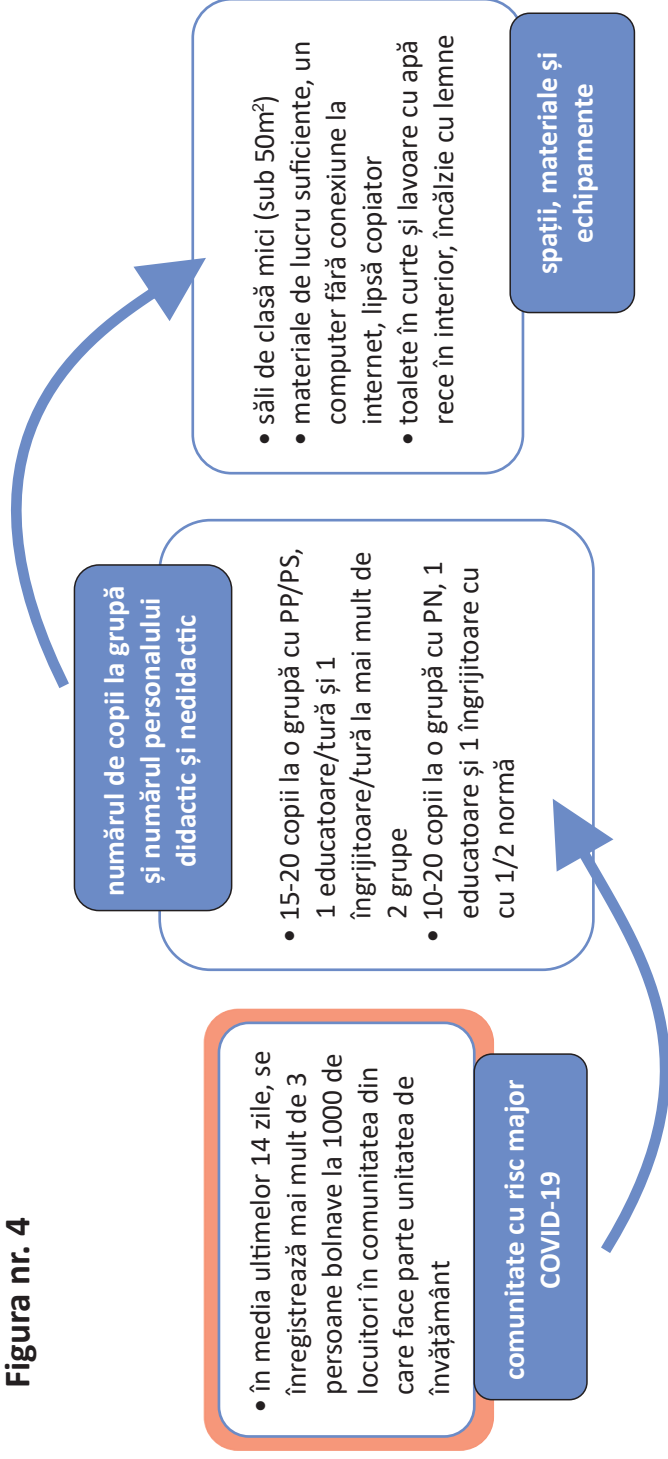 Figura nr. 4
• în media ultimelor 14 zile, se
înregistrează mai mult de 3
persoane bolnave la 1000 de
locuitori în comunitatea din
care face parte unitatea de
învățământ
comunitate cu risc major
COVID-19
numărul de copii la grupă
și numărul personalului
didactic și nedidactic
• 15-20 copii la o grupă cu PP/PS,
1 educatoare/tură și 1
îngrijitoare/tură la mai mult de
2 grupe
• 10-20 copii la o grupă cu PN, 1
educatoare și 1 îngrijitoare cu
cu 1/2 normă
• săli de clasă mici (sub 50m²)
• materiale de lucru suficiente, un
computer fără conexiune la
internet, lipsă copiator
• toalete în curte și lavoare cu apă
rece în interior, încălzie cu lemne
spații, materiale și
echipamente